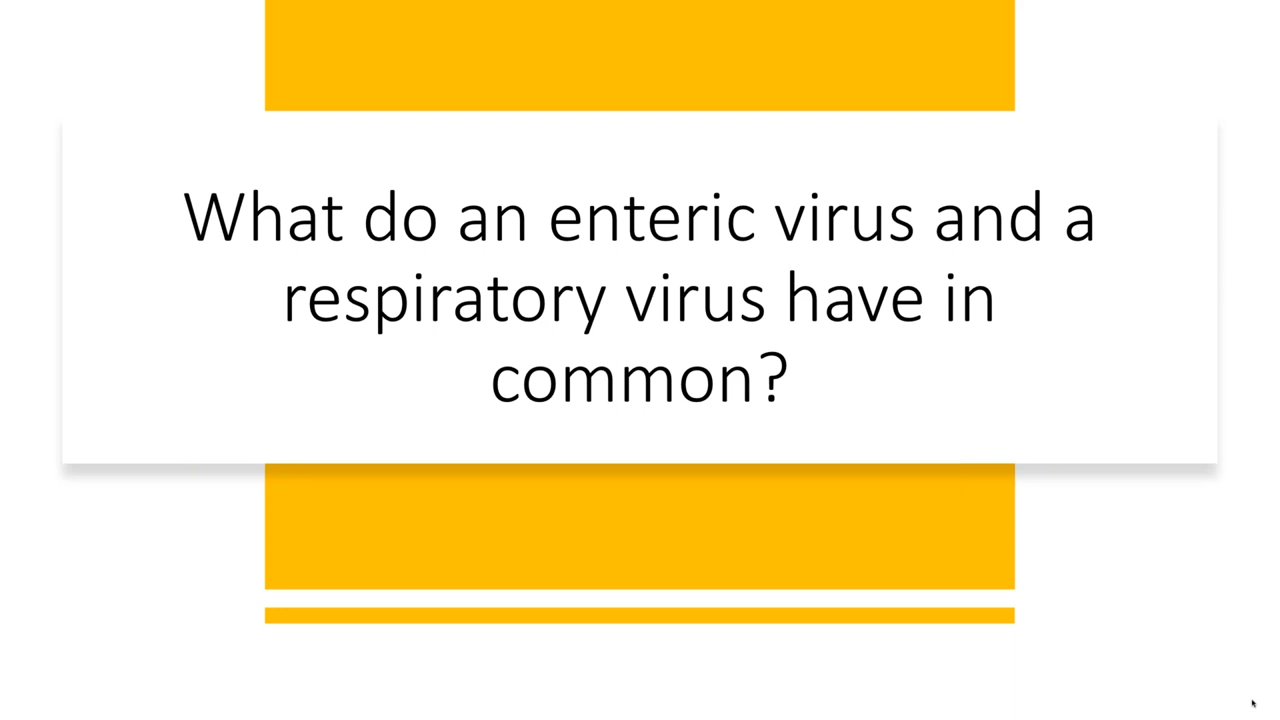 What do an enteric virus and a
respiratory virus have in
common?